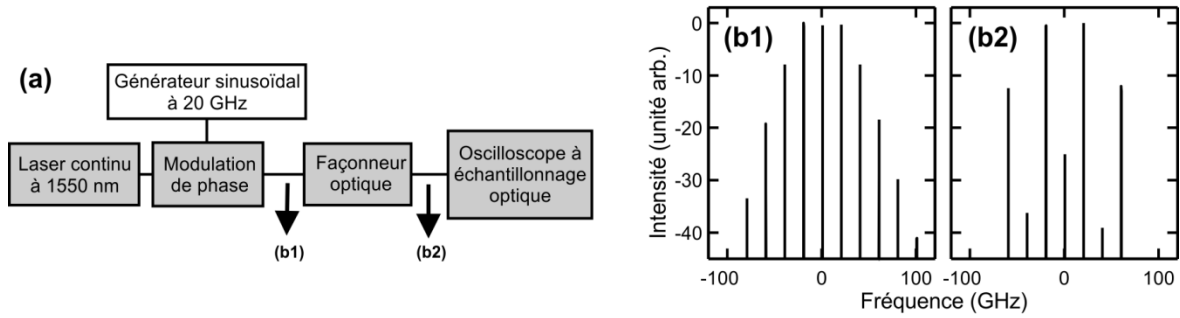 (a)
Générateur sinusoïdal
à 20 GHz
Laser continu
à 1550 nm
Modulation
de phase
Façonneur
optique
Oscilloscope à
échantillonnage
optique
(b1)
(b2)
Intensité (unité arb.)
0
-10
-20
-30
-40
(b1)
(b2)
-100
0
100
-100
0
100
Fréquence (GHz)